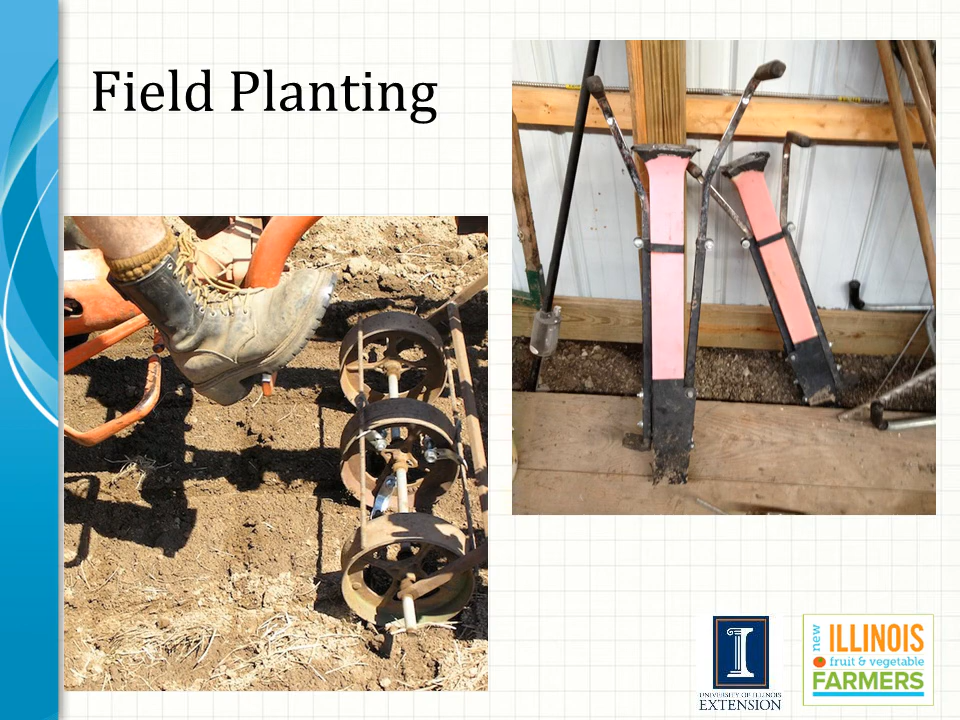 Field Planting
I
UNIVERSITY OF ILLINOIS
EXTENSION
new
ILLINOIS
fruit & vegetable
FARMERS